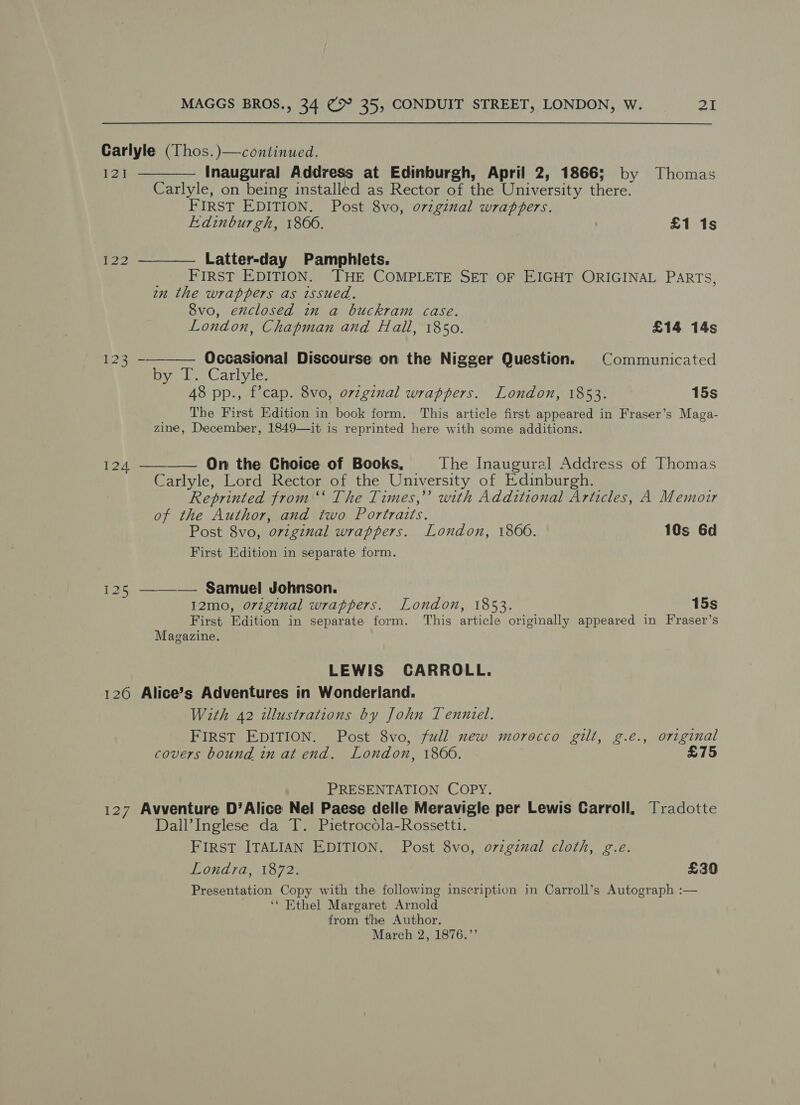 MAGGS BROS., 34 & 35, CONDUIT STREET, LONDON, W. 21
Carlyle (Thos.)—continued.
121 ——— Inaugural Address at Edinburgh, April 2, 1866; by Thomas
Carlyle, on being installed as Rector of the University there.
FIRST EDITION. Post 8vo, original wrappers.
Edinburgh, 1866. £1 1s
122 ——— Latter-day Pamphlets.
FIRST EDITION. THE COMPLETE SET OF EIGHT ORIGINAL PARTS,
in the wrappers as issued.
8vo, enclosed in a buckram case.
London, Chapman and Hall, 1850. £14 14s
123 ——— Occasional Discourse on the Nigger Question. Communicated
by T. Carlyle.
48 pp., f'cap. 8vo, original wrappers. London, 1853. 15s
The First Edition in book form. This article first appeared in Fraser's Maga-
zine, December, 1849—it is reprinted here with some additions.
124 ——— On the Choice of Books. The Inaugural Address of Thomas
Carlyle, Lord Rector of the University of Edinburgh.
Reprinted from "The Times," with Additional Articles, A Memoir
of the Author, and two Portraits.
Post 8vo, original wrappers. London, 1866. 10s 6d
First Edition in separate form.
125 ——— Samuel Johnson.
12mo, original wrappers. London, 1853. 15s
First Edition in separate form. This article originally appeared in Fraser's
Magazine.
LEWIS CARROLL.
126 Alice's Adventures in Wonderland.
With 42 illustrations by John Tenniel.
FIRST EDITION. Post 8vo, full new morocco gilt, g.e., original
covers bound in at end. London, 1866. £75
PRESENTATION COPY.
127 Avventure D'Alice Nel Paese delle Meravigle per Lewis Carroll, Tradotte
Dall'Inglese da T. Pietrocòla-Rossetti.
FIRST ITALIAN EDITION. Post 8vo, original cloth, g.e.
Londra, 1872. £30
Presentation Copy with the following inscription in Carroll's Autograph :—
"Ethel Margaret Arnold
from the Author.
March 2, 1876."